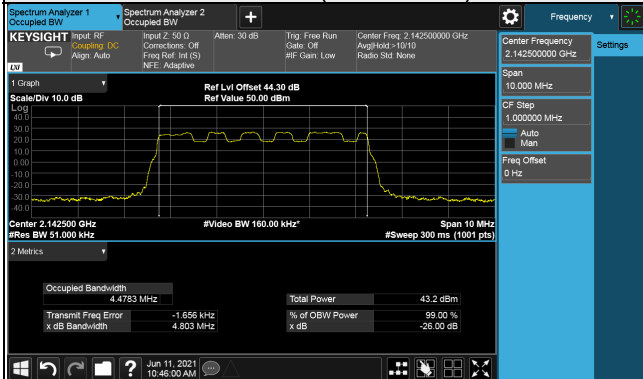 Spectrum Analyzer 1
Occupied BW
Spectrum Analyzer 2
Occupied BW
+
Frequency
KEYSIGHT
LXI
Input: RF
Coupling: DC
Align: Auto
Input Z: 50 Ω
Corrections: Off
Freq Ref: Int (S)
NFE: Adaptive
Atten: 30 dB
Trig: Free Run
Gate: Off
#IF Gain: Low
Center Freq: 2.142500000 GHz
Avg|Hold:>10/10
Radio Std: None
Center Frequency
2.142500000 GHz
Settings
Span
10.000 MHz
CF Step
1.000000 MHz
Auto
Man
Freq Offset
0 Hz
1 Graph
Scale/Div 10.0 dB
Ref Lvl Offset 44.30 dB
Ref Value 50.00 dBm
Log
40.0
30.0
20.0
10.0
0.00
-10.0
-20.0
-30.0
-40.0
Center 2.142500 GHz
#Video BW 160.00 kHz*
Span 10 MHz
#Res BW 51.000 kHz
#Sweep 300 ms (1001 pts)
2 Metrics
Occupied Bandwidth
4.4783 MHz
Total Power 43.2 dBm
Transmit Freq Error -1.656 kHz
% of OBW Power 99.00 %
x dB Bandwidth 4.803 MHz
x dB -26.00 dB
?
Jun 11, 2021
10:46:00 AM